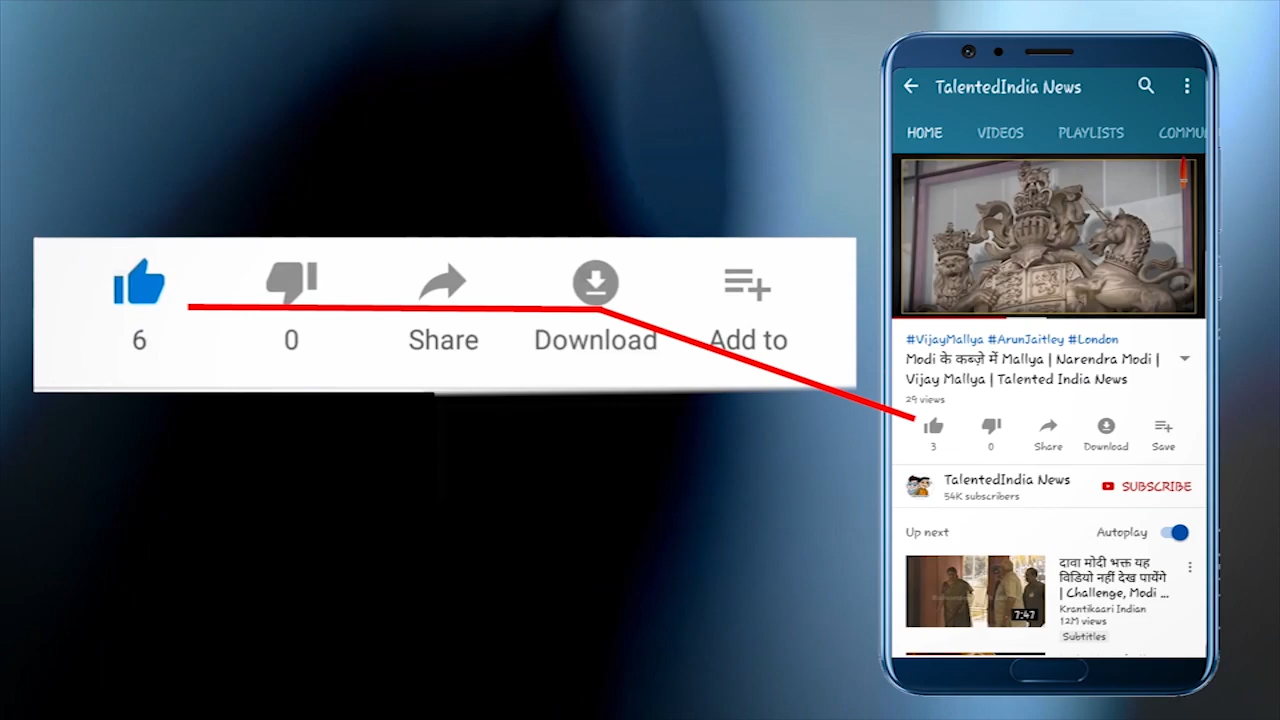 6 0 Share Download Add to
TalentedIndia News
HOME VIDEOS PLAYLISTS COMMU
#VijayMallya #ArunJaitley #London
Modi के कब्ज़े में Mallya | Narendra Modi |
Vijay Mallya | Talented India News
29 views
3 0 Share Download Save
TalentedIndia News
54K subscribers
SUBSCRIBE
Up next Autoplay
7:47
दावा मोदी भक्त यह
विडियो नहीं देख पायेंगे
| Challenge, Modi ...
Krantikaari Indian
12M views
Subtitles